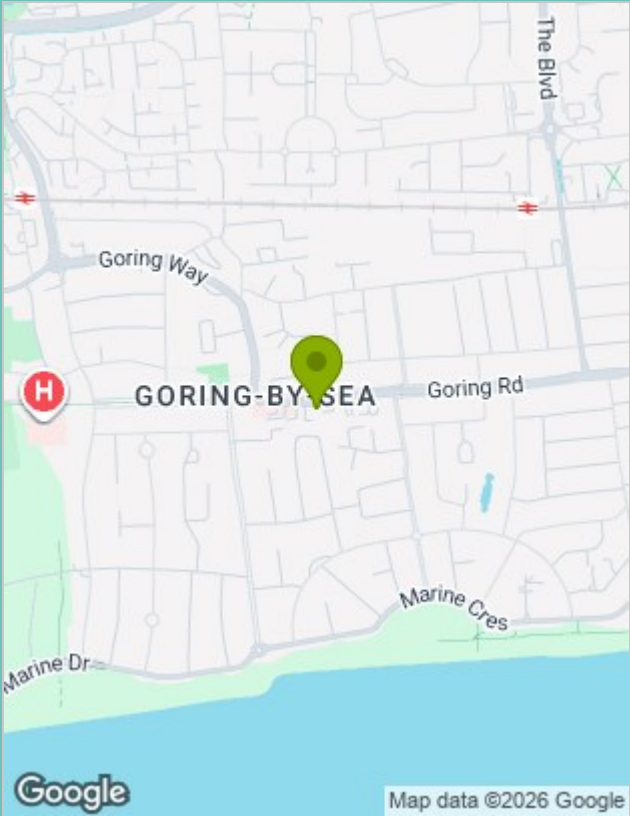 The Blvd
Goring Way
H
GORING-BY-SEA
Goring Rd
Marine Cres
Marine Dr
Google
Map data ©2026 Google